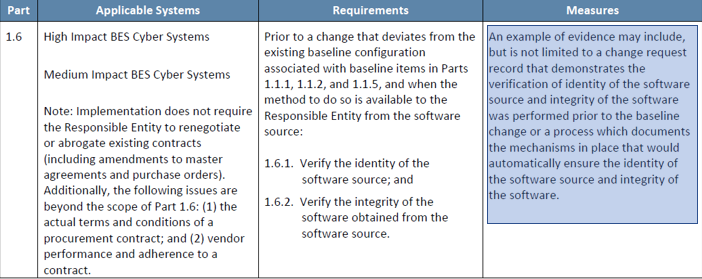 Part
Applicable Systems
Requirements
Measures
1.6
High Impact BES Cyber Systems
Medium Impact BES Cyber Systems
Note: Implementation does not require
the Responsible Entity to renegotiate
or abrogate existing contracts
(including amendments to master
agreements and purchase orders).
Additionally, the following issues are
beyond the scope of Part 1.6: (1) the
actual terms and conditions of a
procurement contract; and (2) vendor
performance and adherence to a
contract.
Prior to a change that deviates from the
existing baseline configuration
associated with baseline items in Parts
1.1.1, 1.1.2, and 1.1.5, and when the
method to do so is available to the
Responsible Entity from the software
source:
1.6.1. Verify the identity of the
software source; and
1.6.2. Verify the integrity of the
software obtained from the
software source.
An example of evidence may include,
but is not limited to a change request
record that demonstrates the
verification of identity of the software
source and integrity of the software
was performed prior to the baseline
change or a process which documents
the mechanisms in place that would
automatically ensure the identity of
the software source and integrity of
the software.